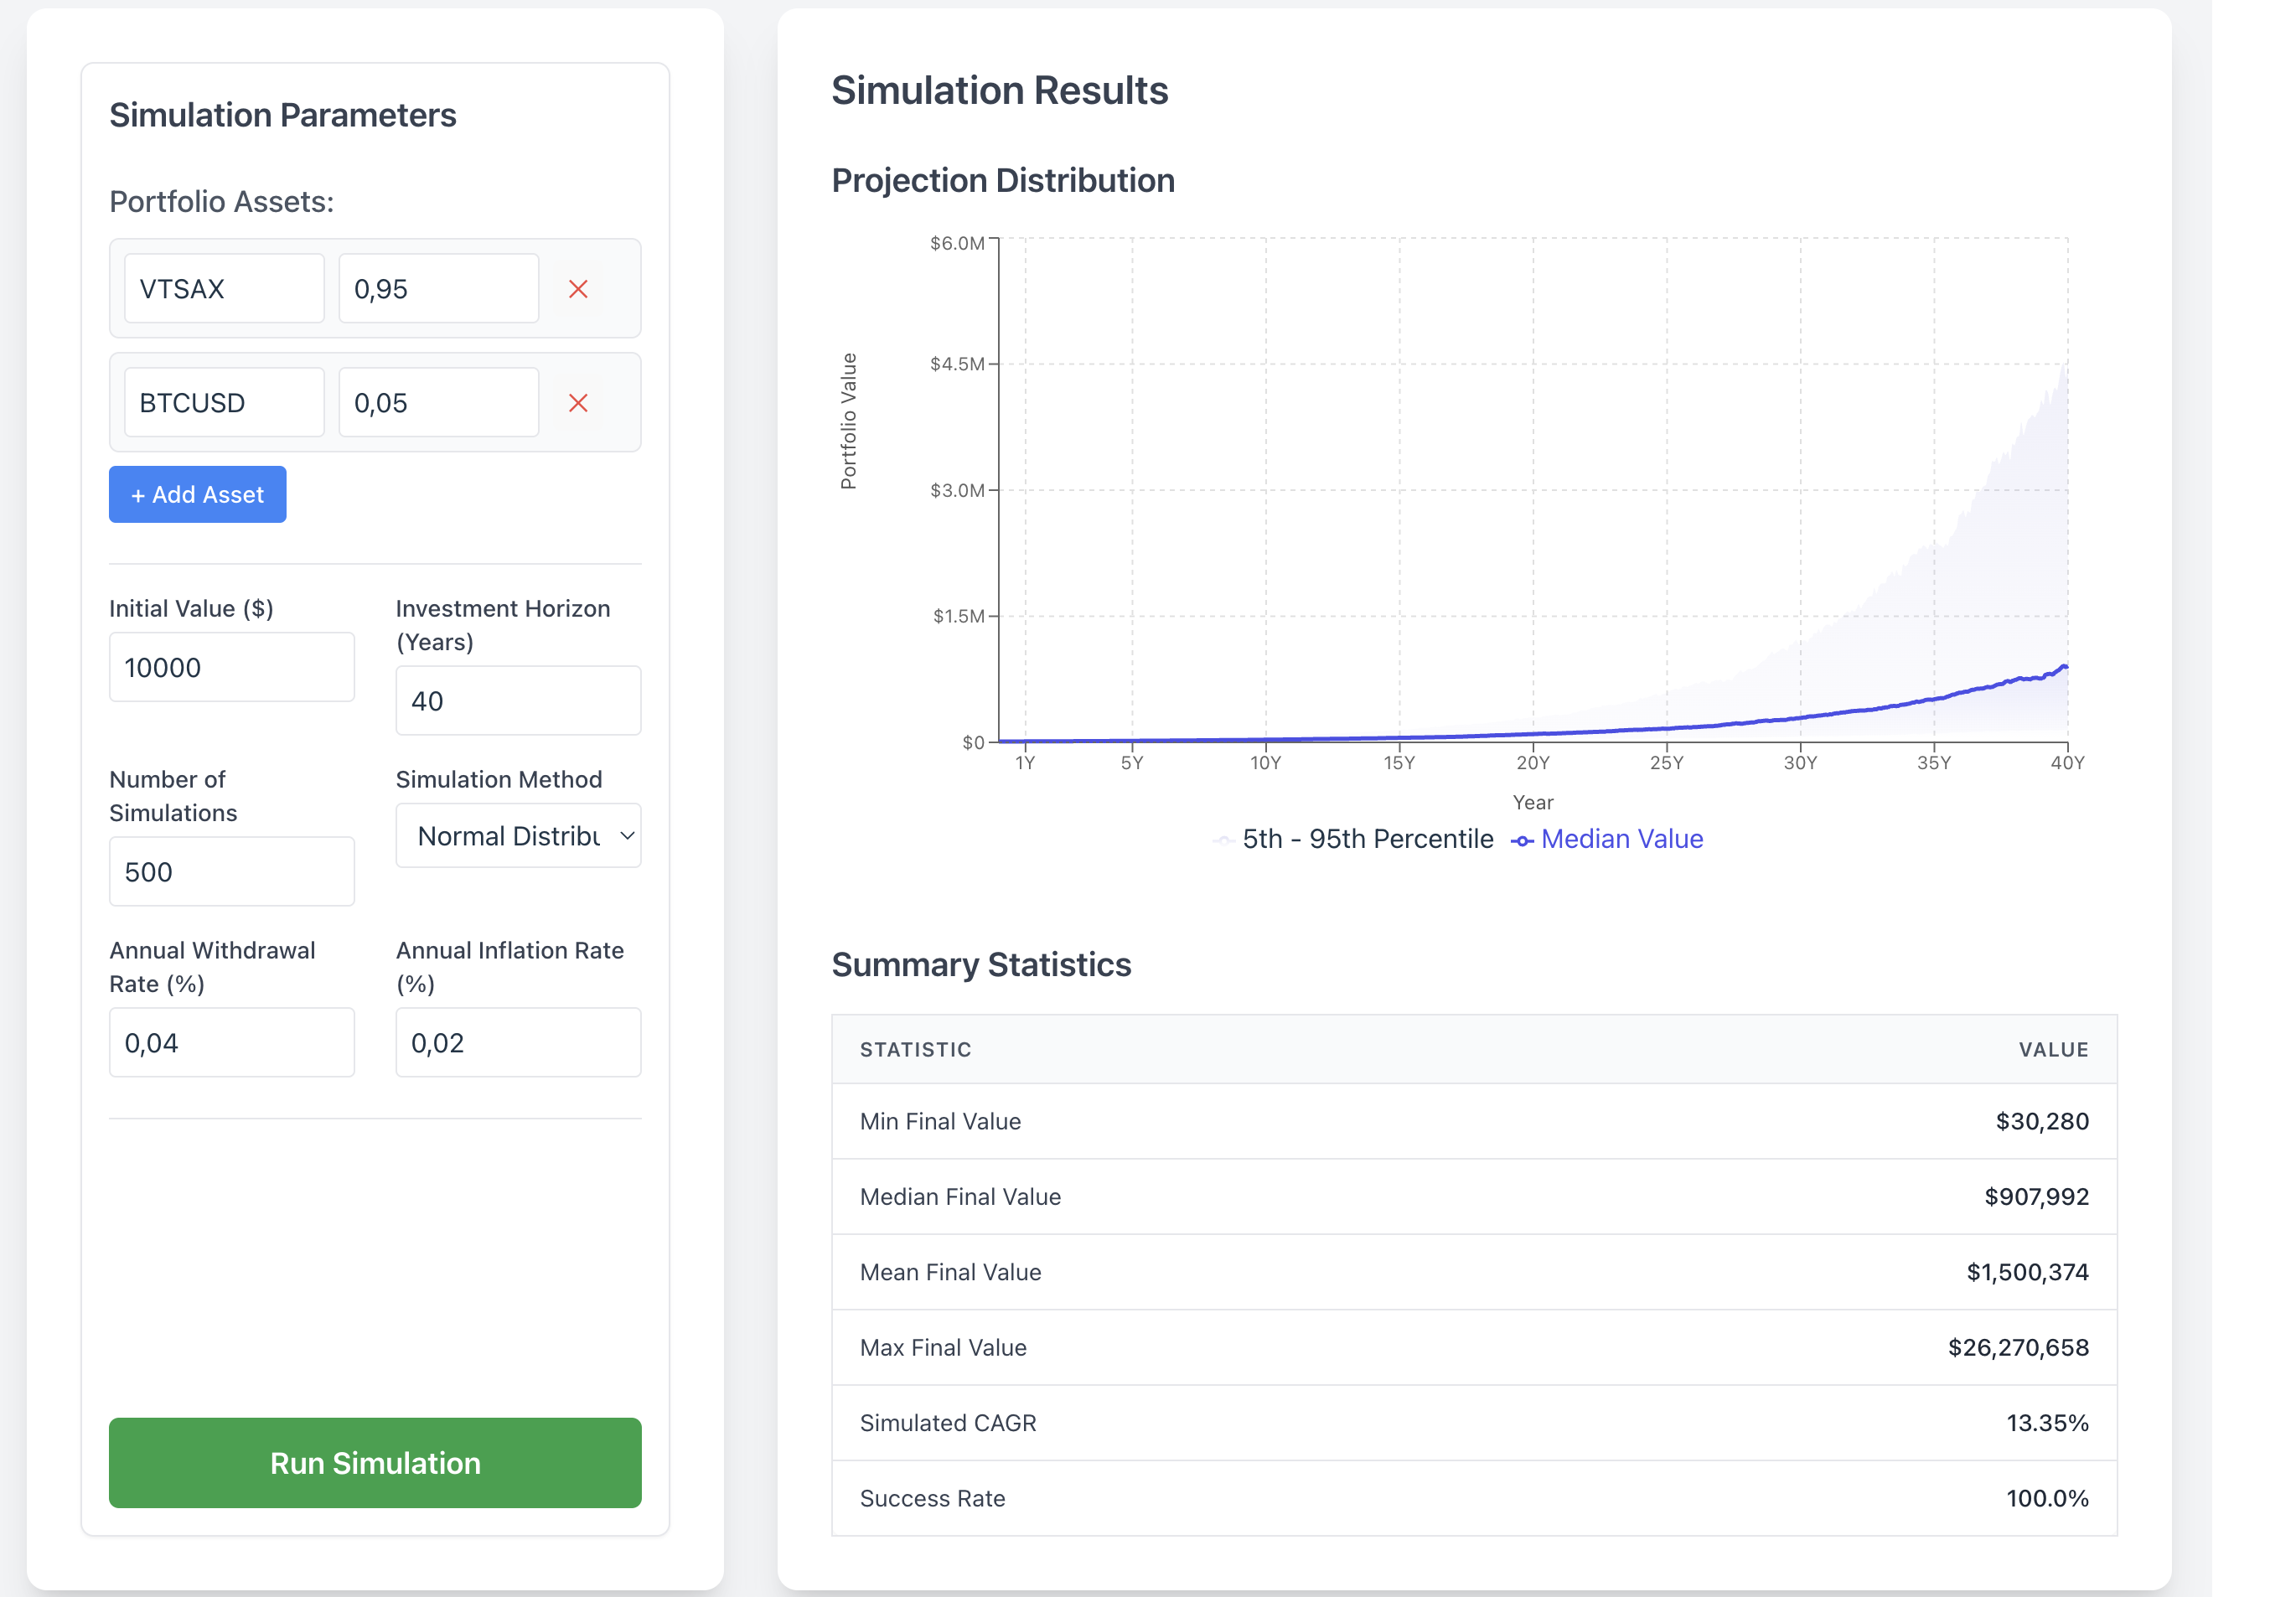 Simulation Parameters
Portfolio Assets:
VTSAX
0,95
BTCUSD
0,05
+ Add Asset
Initial Value ($)
10000
Investment Horizon
(Years)
40
Number of
Simulations
500
Simulation Method
Normal Distribu
Annual Withdrawal
Rate (%)
0,04
Annual Inflation Rate
(%)
0,02
Run Simulation
Simulation Results
Projection Distribution
Portfolio Value
$6.0M
$4.5M
$3.0M
$1.5M
$0
1Y 5Y 10Y 15Y 20Y 25Y 30Y 35Y 40Y
Year
5th - 95th Percentile Median Value
Summary Statistics
STATISTIC VALUE
Min Final Value $30,280
Median Final Value $907,992
Mean Final Value $1,500,374
Max Final Value $26,270,658
Simulated CAGR 13.35%
Success Rate 100.0%